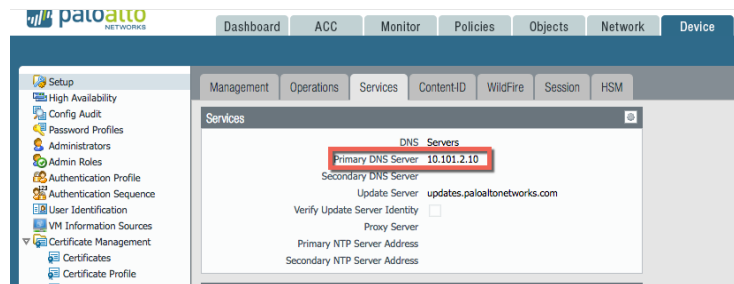 paloalto
NETWORKS
Dashboard ACC Monitor Policies Objects Network Device
Setup
High Availability
Config Audit
Password Profiles
Administrators
Admin Roles
Authentication Profile
Authentication Sequence
User Identification
VM Information Sources
Certificate Management
Certificates
Certificate Profile
Management Operations Services Content-ID WildFire Session HSM
Services
DNS Servers
Primary DNS Server 10.101.2.10
Secondary DNS Server
Update Server updates.paloaltonetworks.com
Verify Update Server Identity
Proxy Server
Primary NTP Server Address
Secondary NTP Server Address